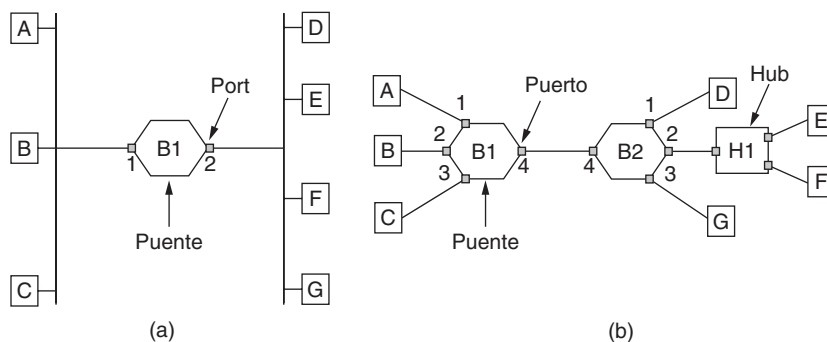 A
B
C
1
B1
2
Port
Puente
D
E
F
G
(a)
A
B
C
1
2
3
B1
4
Puerto
Puente
4
B2
1
2
3
D
G
Hub
H1
E
F
(b)